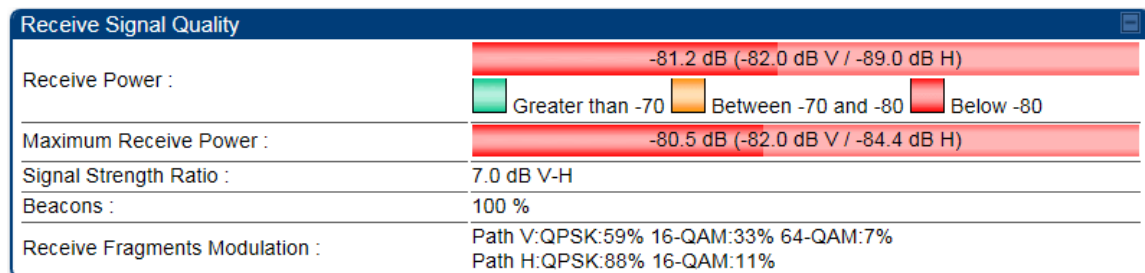 Receive Signal Quality
Receive Power :
-81.2 dB (-82.0 dB V / -89.0 dB H)
Greater than -70 Between -70 and -80 Below -80
Maximum Receive Power :
-80.5 dB (-82.0 dB V / -84.4 dB H)
Signal Strength Ratio :
7.0 dB V-H
Beacons :
100 %
Receive Fragments Modulation :
Path V:QPSK:59% 16-QAM:33% 64-QAM:7%
Path H:QPSK:88% 16-QAM:11%